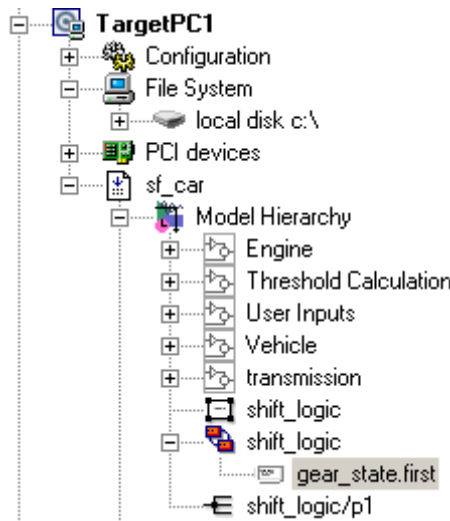 TargetPC1
Configuration
File System
local disk c:\
PCI devices
sf_car
Model Hierarchy
Engine
Threshold Calculation
User Inputs
Vehicle
transmission
shift_logic
shift_logic
gear_state.first
shift_logic/p1